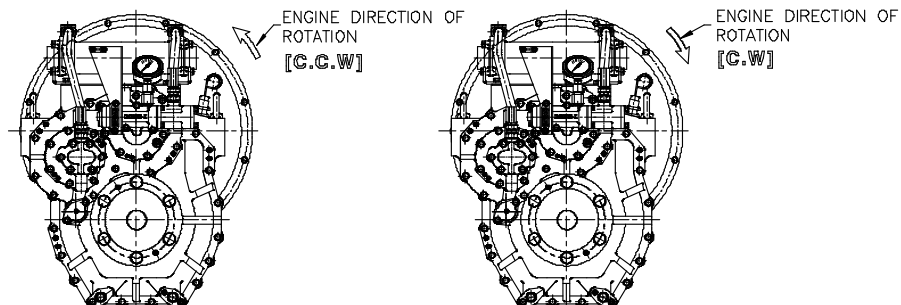 ENGINE DIRECTION OF
ROTATION
[C.C.W]
ENGINE DIRECTION OF
ROTATION
[C.W]